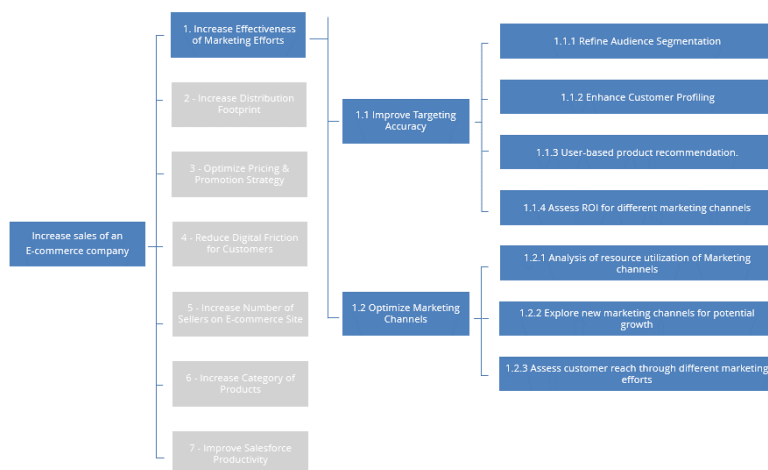 1. Increase Effectiveness
of Marketing Efforts
1.1.1 Refine Audience Segmentation
2 - Increase Distribution
Footprint
1.1.2 Enhance Customer Profiling
1.1 Improve Targeting
Accuracy
3 - Optimize Pricing &
Promotion Strategy
1.1.3 User-based product recommendation.
1.1.4 Assess ROI for different marketing channels
Increase sales of an
E-commerce company
4 - Reduce Digital Friction
for Customers
1.2.1 Analysis of resource utilization of Marketing
channels
5 - Increase Number of
Sellers on E-commerce Site
1.2 Optimize Marketing
Channels
1.2.2 Explore new marketing channels for potential
growth
6 - Increase Category of
Products
1.2.3 Assess customer reach through different marketing
efforts
7 - Improve Salesforce
Productivity